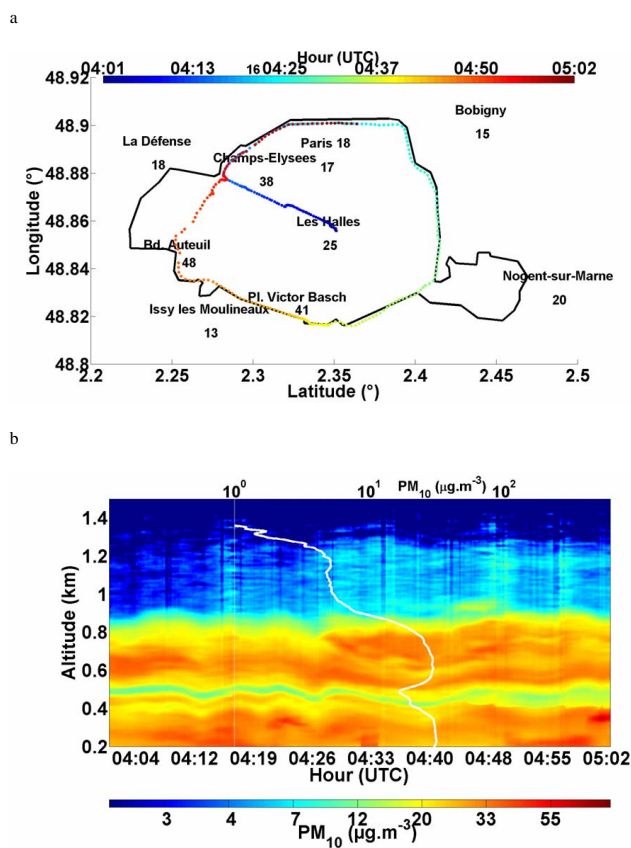 a
Hour (UTC)
04:01 04:13 16 04:25 04:37 04:50 05:02
48.92
48.9
48.88
48.86
48.84
48.82
48.8
Longitude (°)
Bobigny
15
La Défense
18
Paris 18
17
Champs-Elysees
38
Les Halles
25
Bd. Auteuil
48
Nogent-sur-Marne
20
Pl. Victor Basch
41
Issy les Moulineaux
13
2.2 2.25 2.3 2.35 2.4 2.45 2.5
Latitude (°)
b
10⁰ 10¹ PM₁₀ (μg.m⁻³) 10²
1.4
1.2
1
0.8
0.6
0.4
0.2
Altitude (km)
04:04 04:12 04:19 04:26 04:33 04:40 04:48 04:55 05:02
Hour (UTC)
3 4 7 12 20 33 55
PM₁₀ (μg.m⁻³)